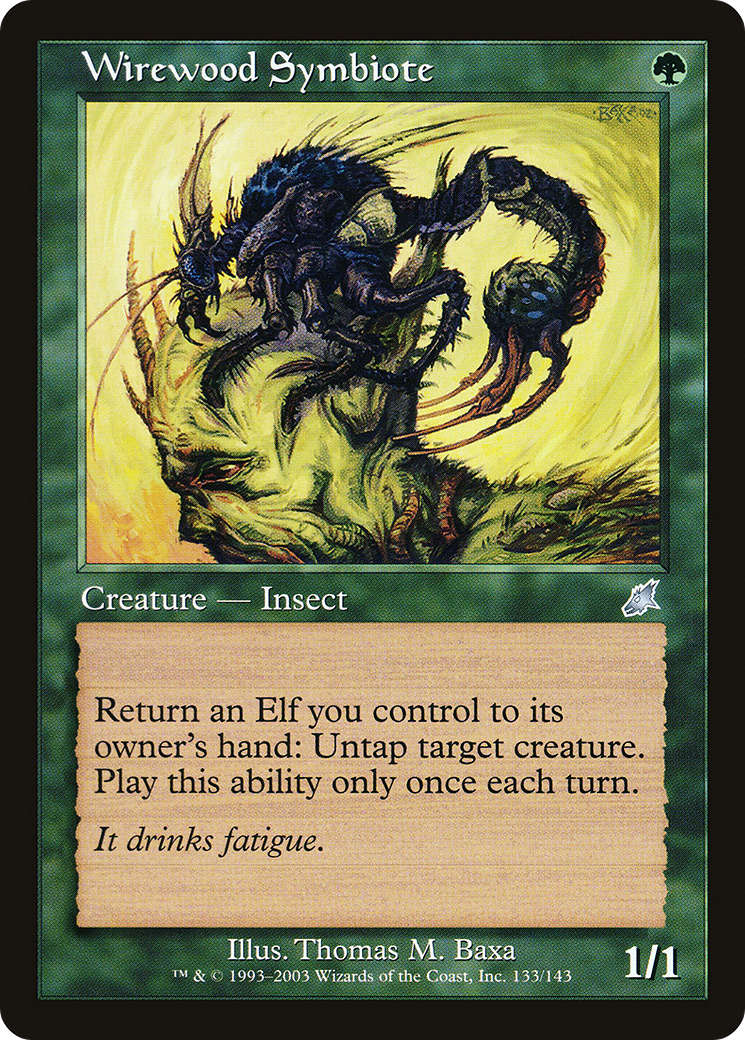 Wirewood Symbiote
BAXA 02
Creature — Insect
Return an Elf you control to its
owner's hand: Untap target creature.
Play this ability only once each turn.
It drinks fatigue.
Illus. Thomas M. Baxa
1/1
™ & © 1993–2003 Wizards of the Coast, Inc. 133/143